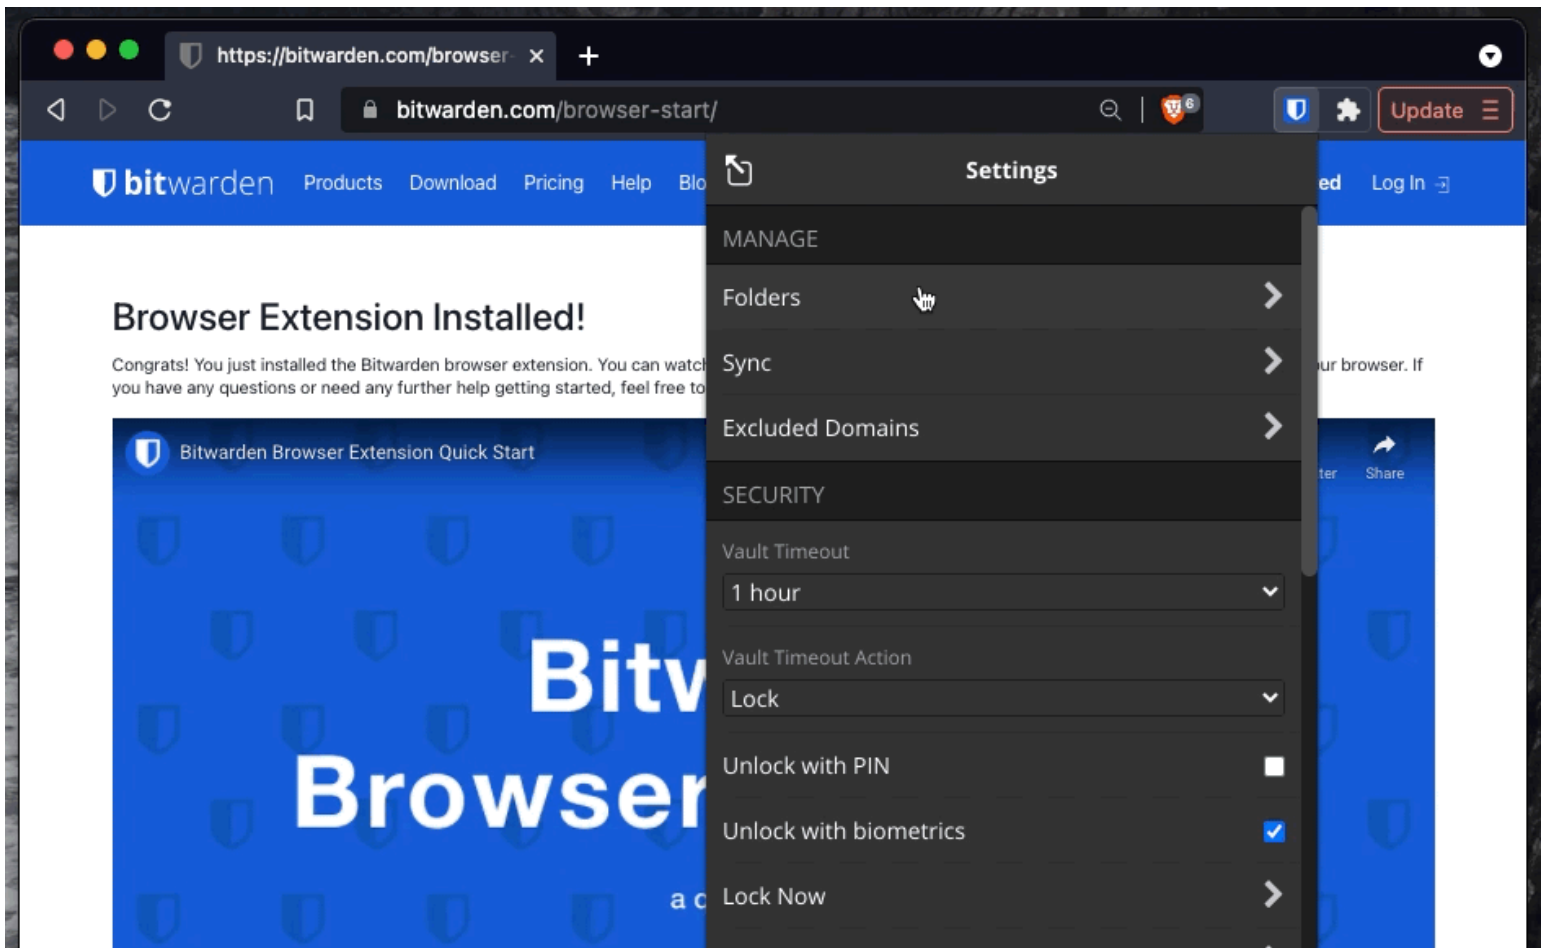 https://bitwarden.com/browser-
bitwarden.com/browser-start/
6
Update
bitwarden
Products
Download
Pricing
Help
Blo
ed
Log In
Settings
MANAGE
Folders
Sync
Excluded Domains
SECURITY
Vault Timeout
1 hour
Vault Timeout Action
Lock
Unlock with PIN
Unlock with biometrics
Lock Now
Browser Extension Installed!
Congrats! You just installed the Bitwarden browser extension. You can watch
ur browser. If
you have any questions or need any further help getting started, feel free to
Bitwarden Browser Extension Quick Start
ter
Share
Bitw
Browser
a